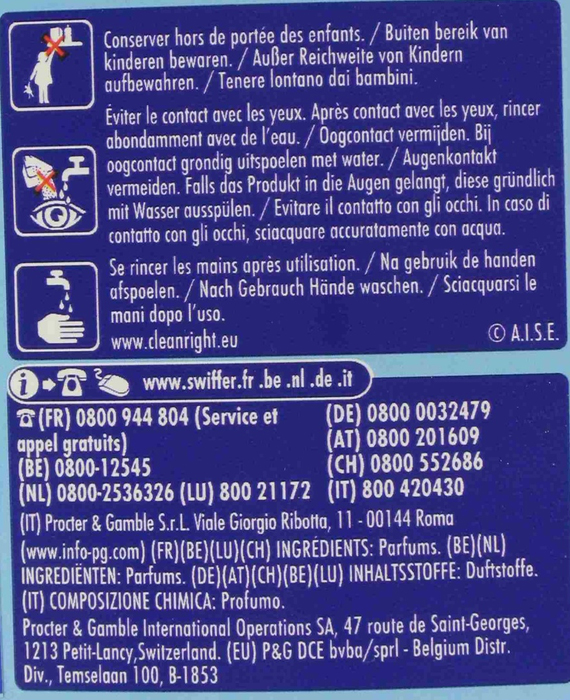 Conserver hors de portée des enfants. / Buiten bereik van
kinderen bewaren. / Außer Reichweite von Kindern
aufbewahren. / Tenere lontano dai bambini.
Éviter le contact avec les yeux. Après contact avec les yeux, rincer
abondamment avec de l'eau. / Oogcontact vermijden. Bij
oogcontact grondig uitspoelen met water. / Augenkontakt
vermeiden. Falls das Produkt in die Augen gelangt, diese gründlich
mit Wasser ausspülen. / Evitare il contatto con gli occhi. In caso di
contatto con gli occhi, sciacquare accuratamente con acqua.
Se rincer les mains après utilisation. / Na gebruik de handen
afspoelen. / Nach Gebrauch Hände waschen. / Sciacquarsi le
mani dopo l'uso.
www.cleanright.eu © A.I.S.E.
i www.swiffer.fr .be .nl .de .it
(FR) 0800 944 804 (Service et
appel gratuits)
(BE) 0800-12545
(NL) 0800-2536326 (LU) 800 21172
(DE) 0800 0032479
(AT) 0800 201609
(CH) 0800 552686
(IT) 800 420430
(IT) Procter & Gamble S.r.L. Viale Giorgio Ribotta, 11 - 00144 Roma
(www.info-pg.com) (FR)(BE)(LU)(CH) INGRÉDIENTS: Parfums. (BE)(NL)
INGREDIËNTEN: Parfums. (DE)(AT)(CH)(BE)(LU) INHALTSSTOFFE: Duftstoffe.
(IT) COMPOSIZIONE CHIMICA: Profumo.
Procter & Gamble International Operations SA, 47 route de Saint-Georges,
1213 Petit-Lancy,Switzerland. (EU) P&G DCE bvba/sprl - Belgium Distr.
Div., Temselaan 100, B-1853